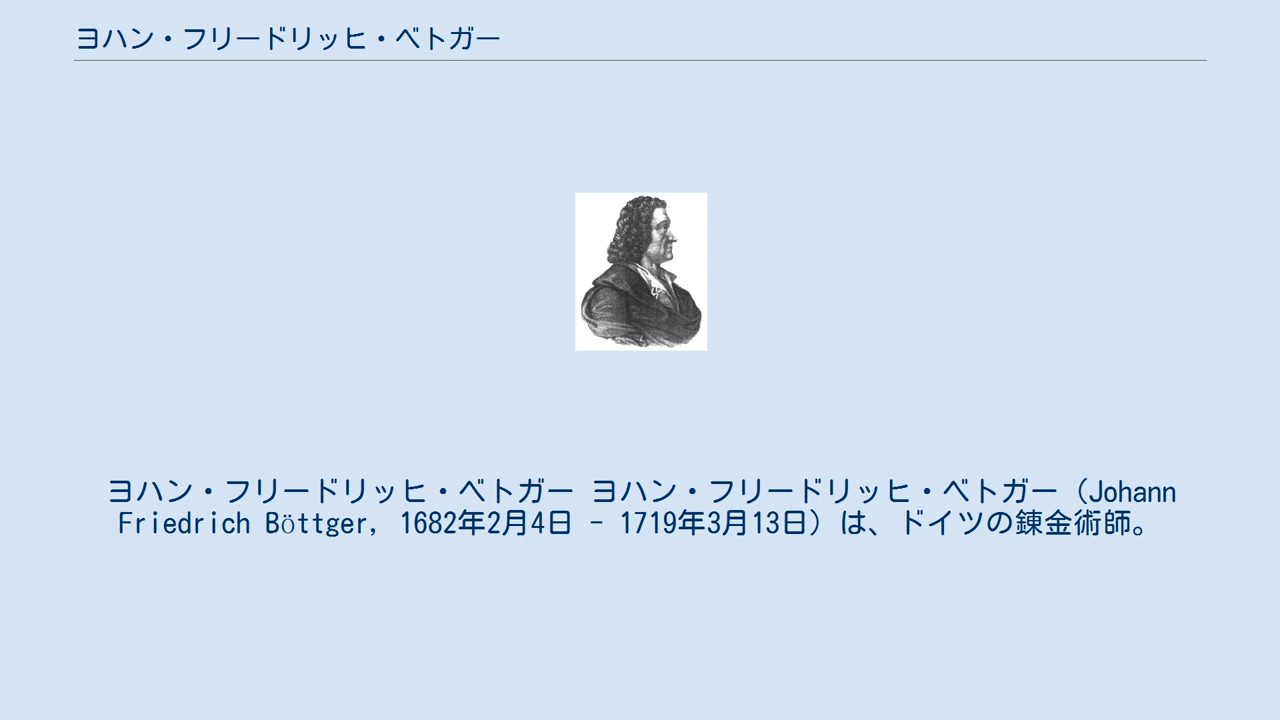 ヨハン・フリードリッヒ・ベトガー
ヨハン・フリードリッヒ・ベトガー ヨハン・フリードリッヒ・ベトガー（Johann
Friedrich Böttger, 1682年2月4日 - 1719年3月13日）は、ドイツの錬金術師。